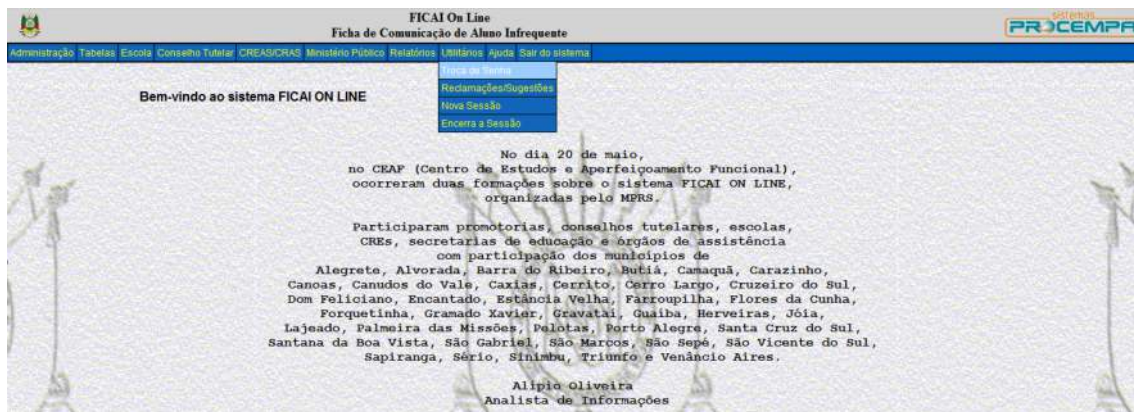 FICAI On Line
Ficha de Comunicação de Aluno Infrequente
sistemas
PROCEMPA
Administração Tabelas Escola Conselho Tutelar CREAS/CRAS Ministério Público Relatórios Utilitários Ajuda Sair do sistema
Troca de Senha
Reclamações/Sugestões
Nova Sessão
Encerra a Sessão
Bem-vindo ao sistema FICAI ON LINE
No dia 20 de maio,
no CEAF (Centro de Estudos e Aperfeiçoamento Funcional),
ocorreram duas formações sobre o sistema FICAI ON LINE,
organizadas pelo MPRS.
Participaram promotorias, conselhos tutelares, escolas,
CREs, secretarias de educação e órgãos de assistência
com participação dos municípios de
Alegrete, Alvorada, Barra do Ribeiro, Butiá, Camaquã, Carazinho,
Canoas, Canudos do Vale, Caxias, Cerrito, Cerro Largo, Cruzeiro do Sul,
Dom Feliciano, Encantado, Estância Velha, Farroupilha, Flores da Cunha,
Forquetinha, Gramado Xavier, Gravataí, Guaíba, Herveiras, Jóia,
Lajeado, Palmeira das Missões, Pelotas, Porto Alegre, Santa Cruz do Sul,
Santana da Boa Vista, São Gabriel, São Marcos, São Sepé, São Vicente do Sul,
Sapiranga, Sério, Sinimbu, Triunfo e Venâncio Aires.
Alípio Oliveira
Analista de Informações